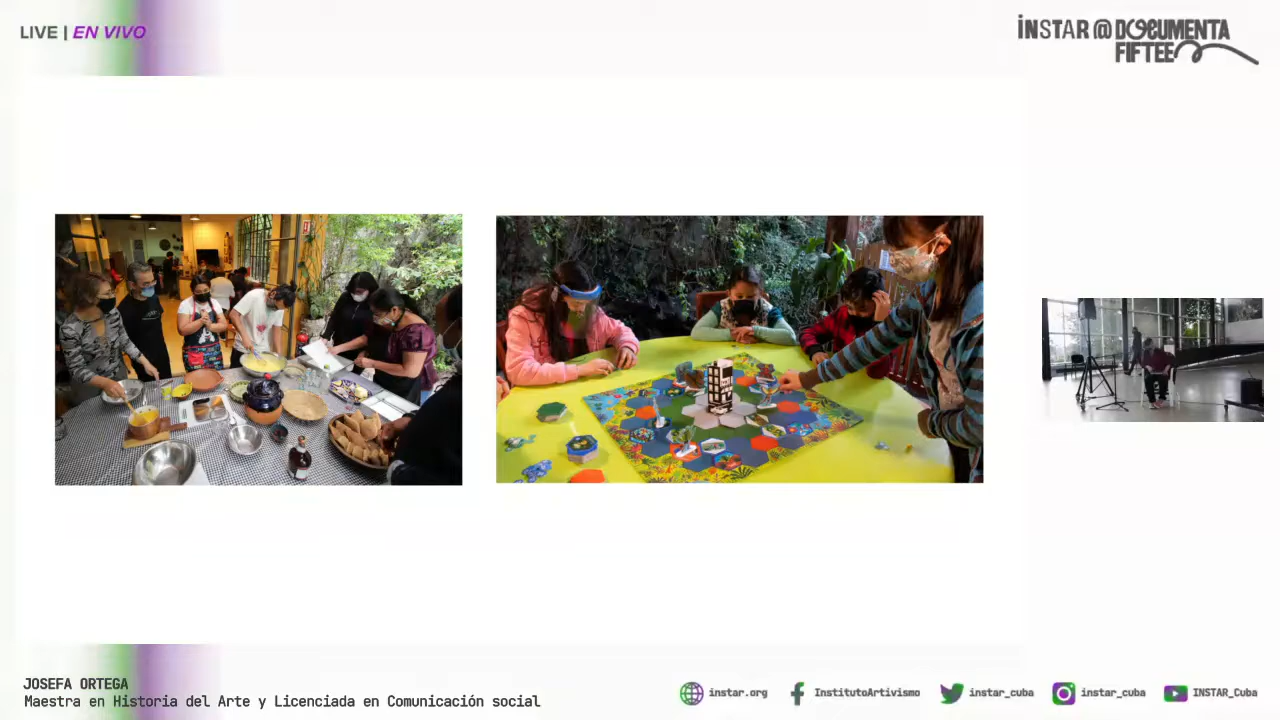 LIVE | EN VIVO
INSTAR @ DOCUMENTA
FIFTEE
JOSEFA ORTEGA
Maestra en Historia del Arte y Licenciada en Comunicación social
instar.org
InstitutoArtivismo
instar_cuba
instar_cuba
INSTAR_Cuba